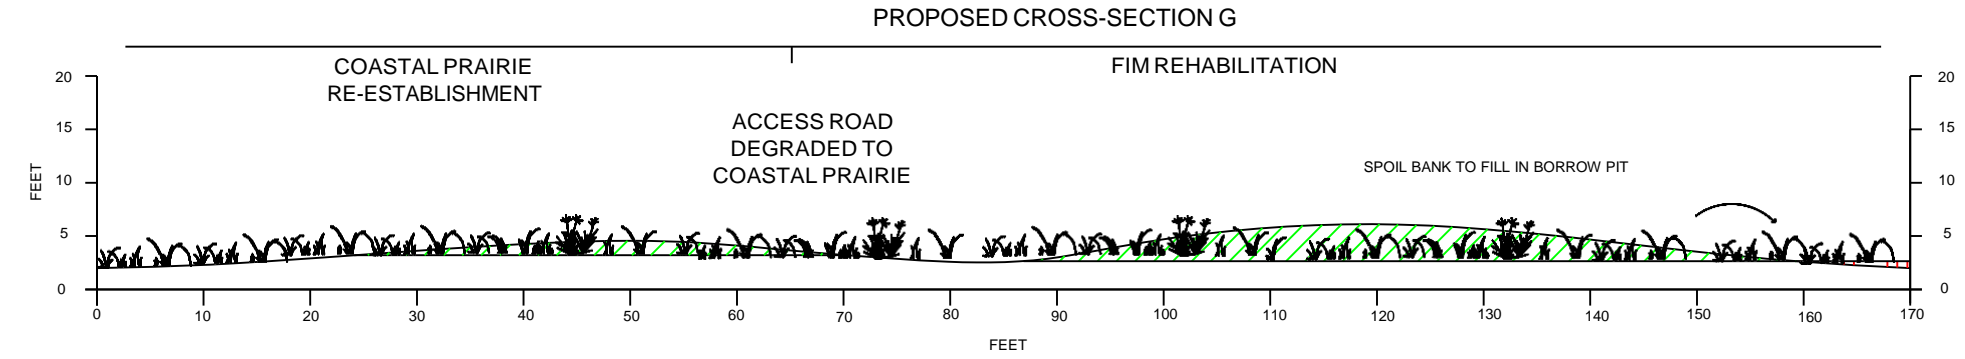 PROPOSED CROSS-SECTION G
COASTAL PRAIRIE
RE-ESTABLISHMENT
FIM REHABILITATION
ACCESS ROAD
DEGRADED TO
COASTAL PRAIRIE
SPOIL BANK TO FILL IN BORROW PIT
FEET
20
15
10
5
0
20
15
10
5
0
0 10 20 30 40 50 60 70 80 90 100 110 120 130 140 150 160 170
FEET